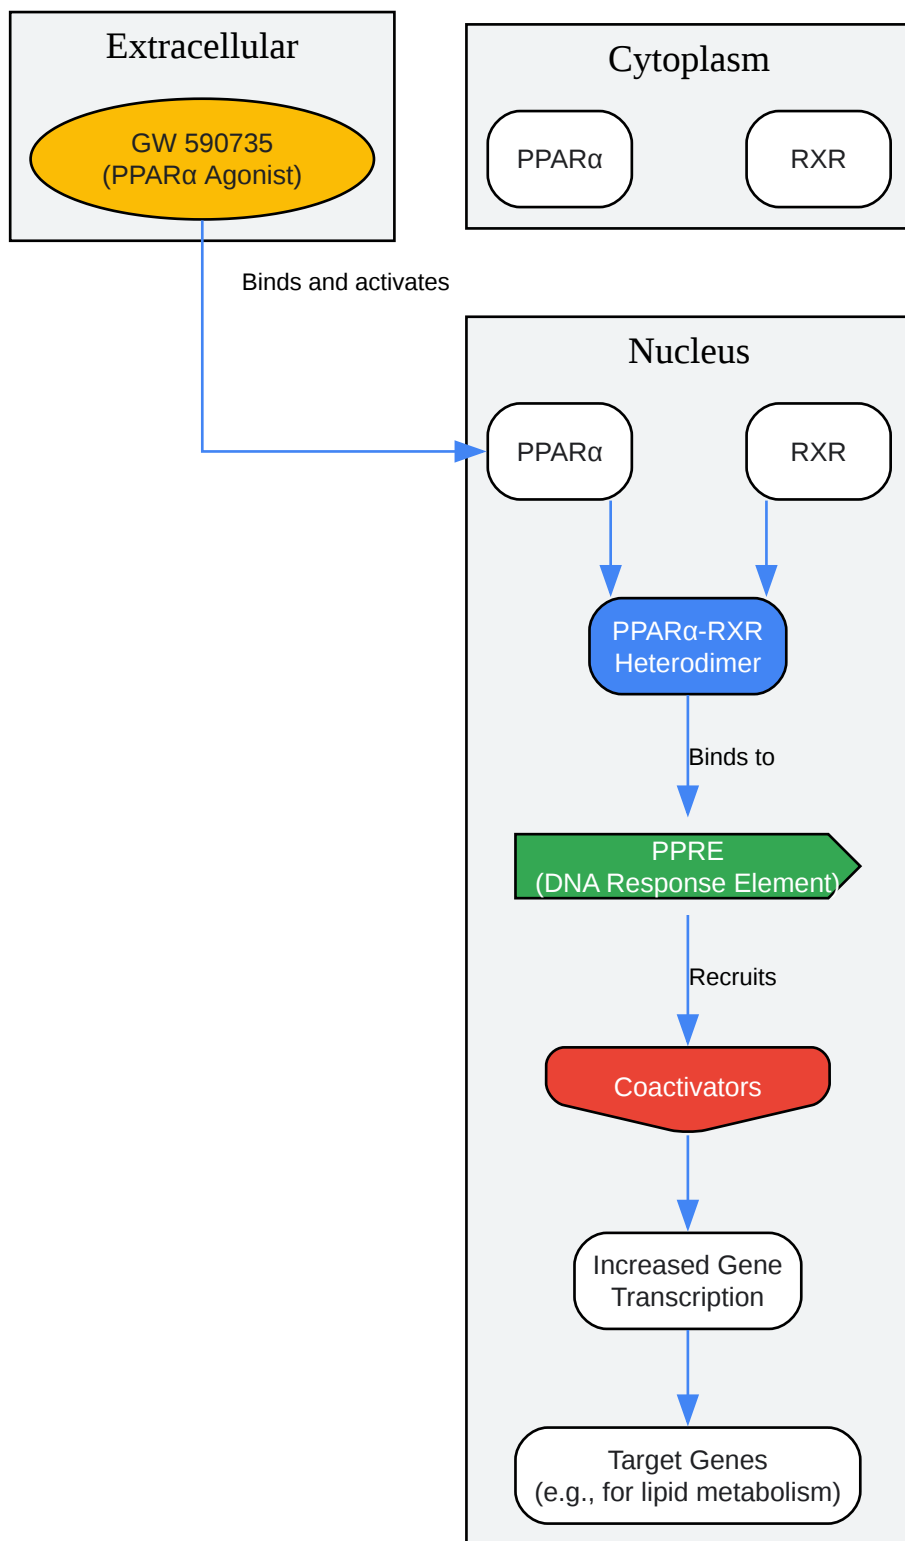 Extracellular
GW 590735
(PPARα Agonist)
Cytoplasm
PPARα
RXR
Binds and activates
Nucleus
PPARα
RXR
PPARα-RXR
Heterodimer
Binds to
PPRE
(DNA Response Element)
Recruits
Coactivators
Increased Gene
Transcription
Target Genes
(e.g., for lipid metabolism)